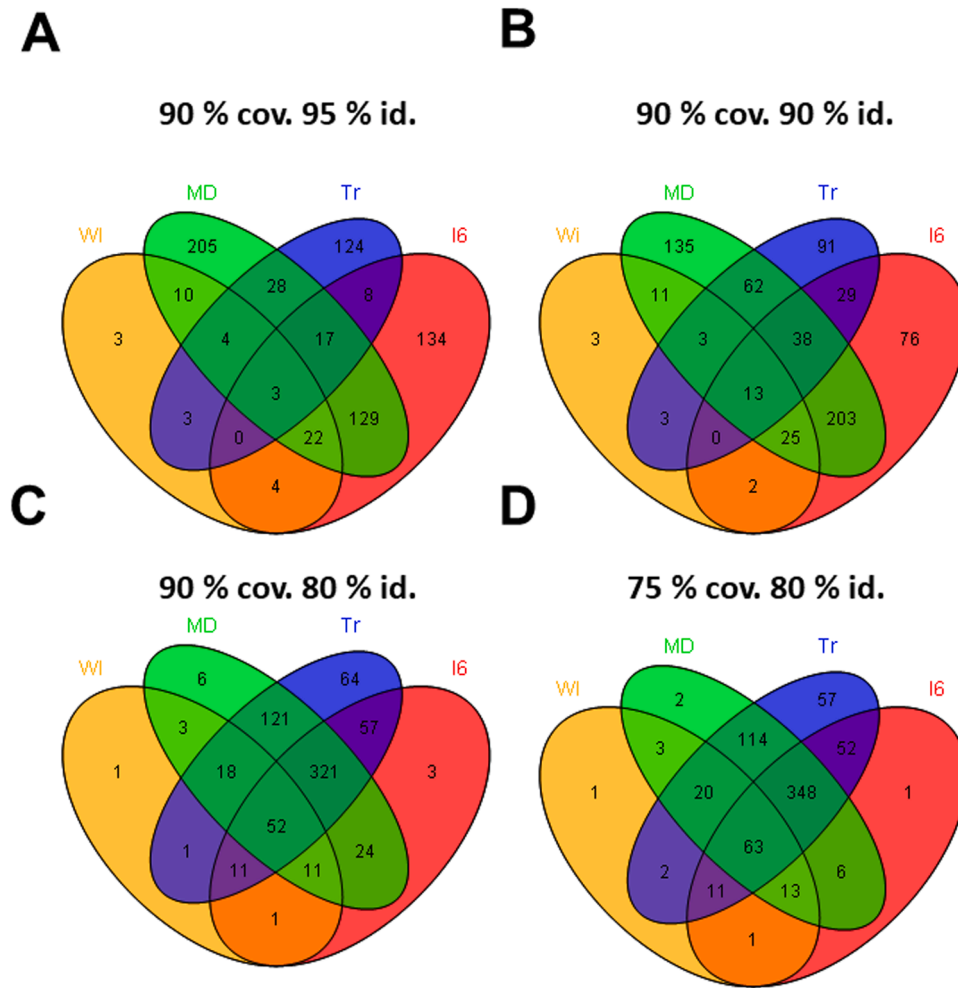 A B
90 % cov. 95 % id. 90 % cov. 90 % id.
MD Tr MD Tr
WI I6 Wi I6
205 124 135 91
10 28 8 11 62 29
3 4 17 134 3 3 38 76
3 13
3 0 22 129 3 0 25 203
4 2
C D
90 % cov. 80 % id. 75 % cov. 80 % id.
MD Tr MD Tr
WI I6 WI I6
6 64 2 57
3 121 57 3 114 52
1 18 321 3 1 20 348 1
52 63
1 11 11 24 2 11 13 6
1 1